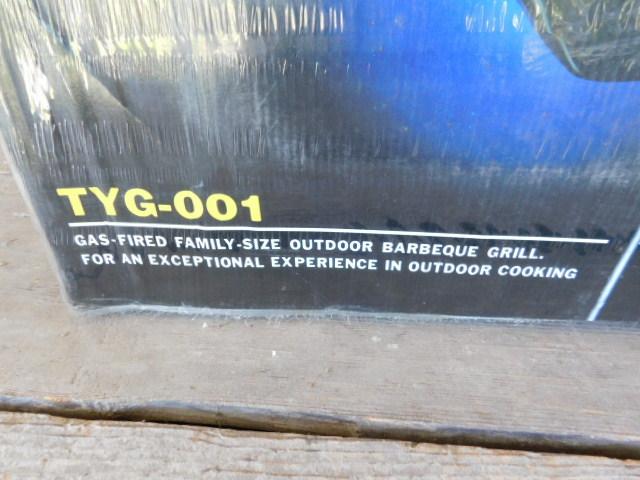 TYG-001
GAS-FIRED FAMILY-SIZE OUTDOOR BARBEQUE GRILL.
FOR AN EXCEPTIONAL EXPERIENCE IN OUTDOOR COOKING